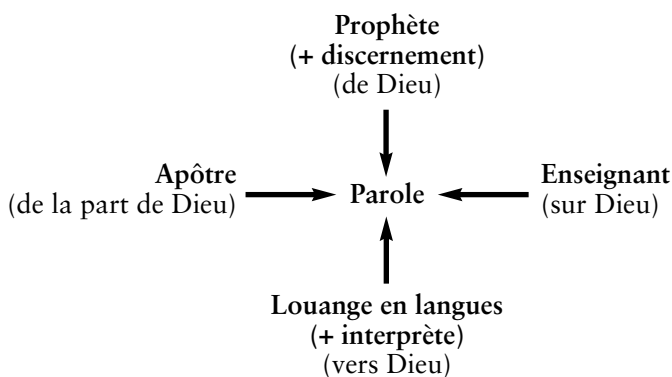 Prophète
(+ discernement)
(de Dieu)
Apôtre
(de la part de Dieu)
Parole
Enseignant
(sur Dieu)
Louange en langues
(+ interprète)
(vers Dieu)